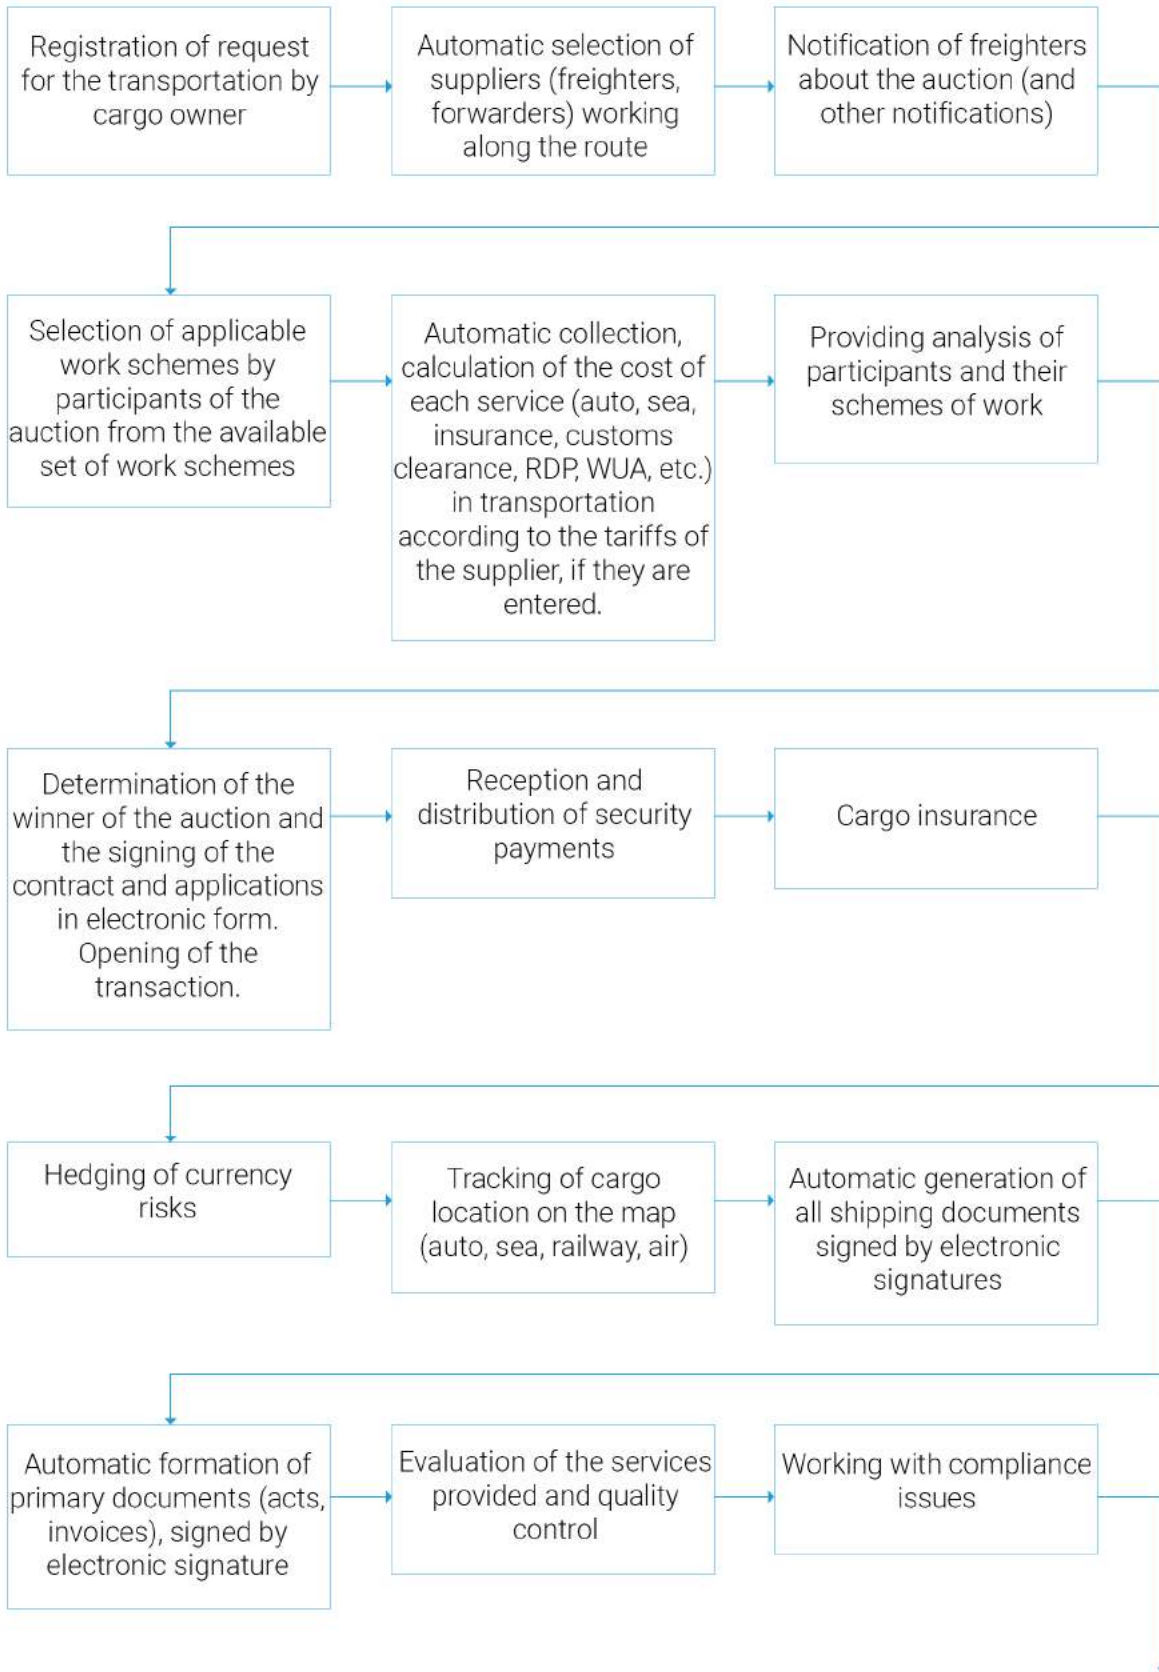 Registration of request
for the transportation by
cargo owner
Automatic selection of
suppliers (freighters,
forwarders) working
along the route
Notification of freighters
about the auction (and
other notifications)
Selection of applicable
work schemes by
participants of the
auction from the available
set of work schemes
Automatic collection,
calculation of the cost of
each service (auto, sea,
insurance, customs
clearance, RDP, WUA, etc.)
in transportation
according to the tariffs of
the supplier, if they are
entered.
Providing analysis of
participants and their
schemes of work
Determination of the
winner of the auction and
the signing of the
contract and applications
in electronic form.
Opening of the
transaction.
Reception and
distribution of security
payments
Cargo insurance
Hedging of currency
risks
Tracking of cargo
location on the map
(auto, sea, railway, air)
Automatic generation of
all shipping documents
signed by electronic
signatures
Automatic formation of
primary documents (acts,
invoices), signed by
electronic signature
Evaluation of the services
provided and quality
control
Working with compliance
issues